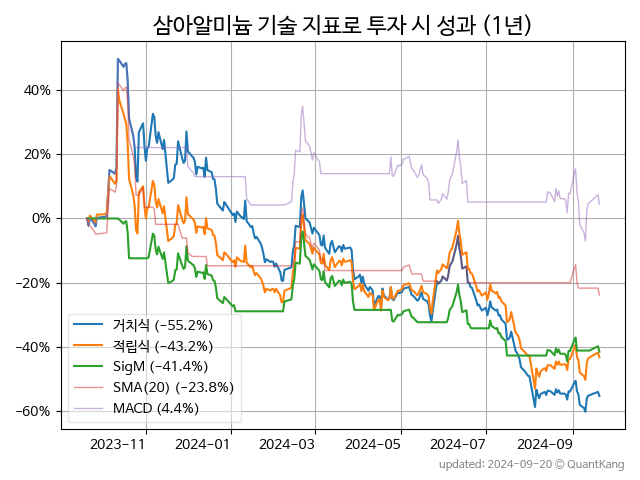 삼아알미늄 기술 지표로 투자 시 성과 (1년)
40%
20%
0%
−20%
−40%
−60%
거치식 (−55.2%)
적립식 (−43.2%)
SigM (−41.4%)
SMA(20) (−23.8%)
MACD (4.4%)
2023−11 2024−01 2024−03 2024−05 2024−07 2024−09
updated: 2024−09−20 @ QuantKang